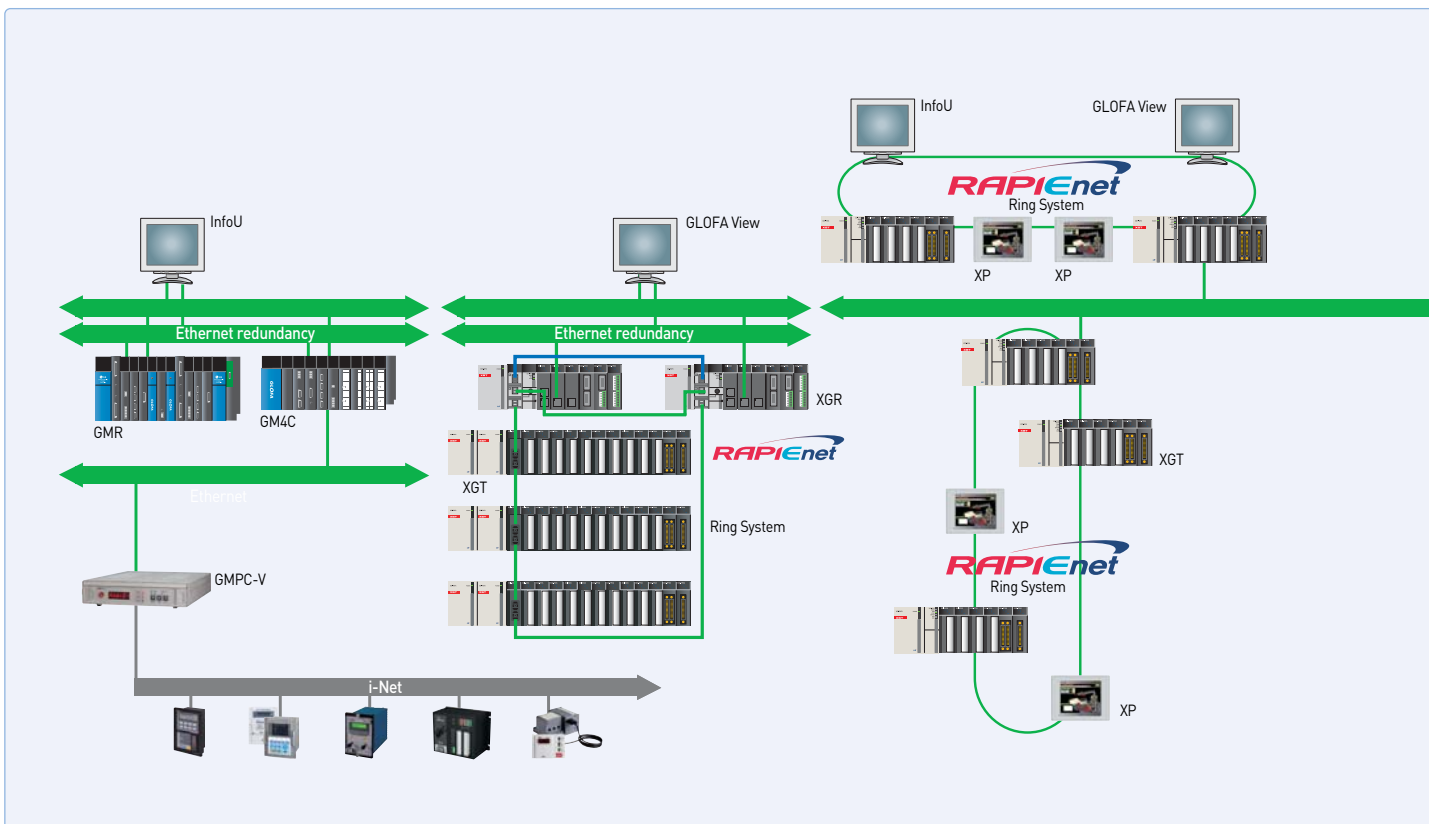 InfoU
GLOFA View
RAPIEnet
Ring System
XP
XP
InfoU
GLOFA View
Ethernet redundancy
Ethernet redundancy
GMR
GM4C
XGR
XGT
RAPIEnet
XGT
Ethernet
XP
Ring System
RAPIEnet
Ring System
GMPC-V
i-Net
XP